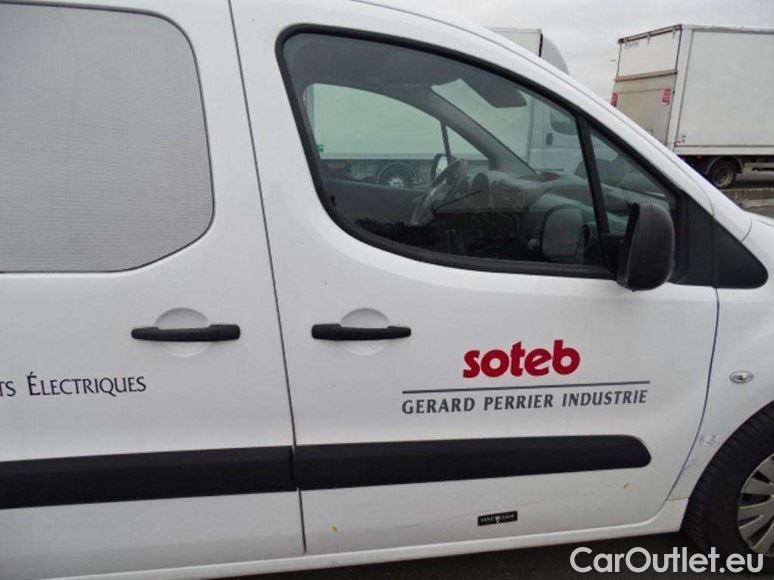 soteb
GERARD PERRIER INDUSTRIE
TS ÉLECTRIQUES
CarOutlet.eu